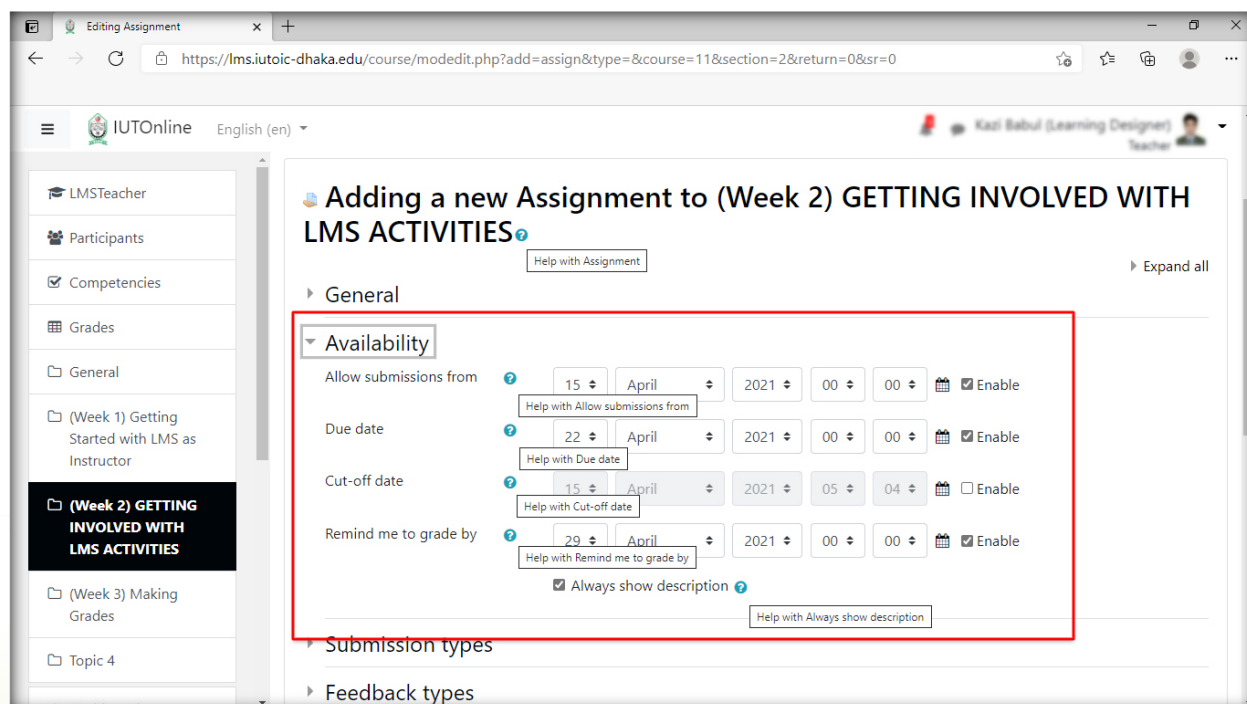 Editing Assignment
https://lms.iutoic-dhaka.edu/course/modedit.php?add=assign&type=&course=11&section=2&return=0&sr=0
IUTOnline English (en)
Kazi Babul (Learning Designer)
Teacher
LMSTeacher
Participants
Competencies
Grades
General
(Week 1) Getting
Started with LMS as
Instructor
(Week 2) GETTING
INVOLVED WITH
LMS ACTIVITIES
(Week 3) Making
Grades
Topic 4
Adding a new Assignment to (Week 2) GETTING INVOLVED WITH
LMS ACTIVITIES
Help with Assignment
Expand all
General
Availability
Allow submissions from 15 April 2021 00 00 Enable
Help with Allow submissions from
Due date 22 April 2021 00 00 Enable
Help with Due date
Cut-off date 15 April 2021 05 04 Enable
Help with Cut-off date
Remind me to grade by 29 April 2021 00 00 Enable
Help with Remind me to grade by
Always show description
Help with Always show description
Submission types
Feedback types